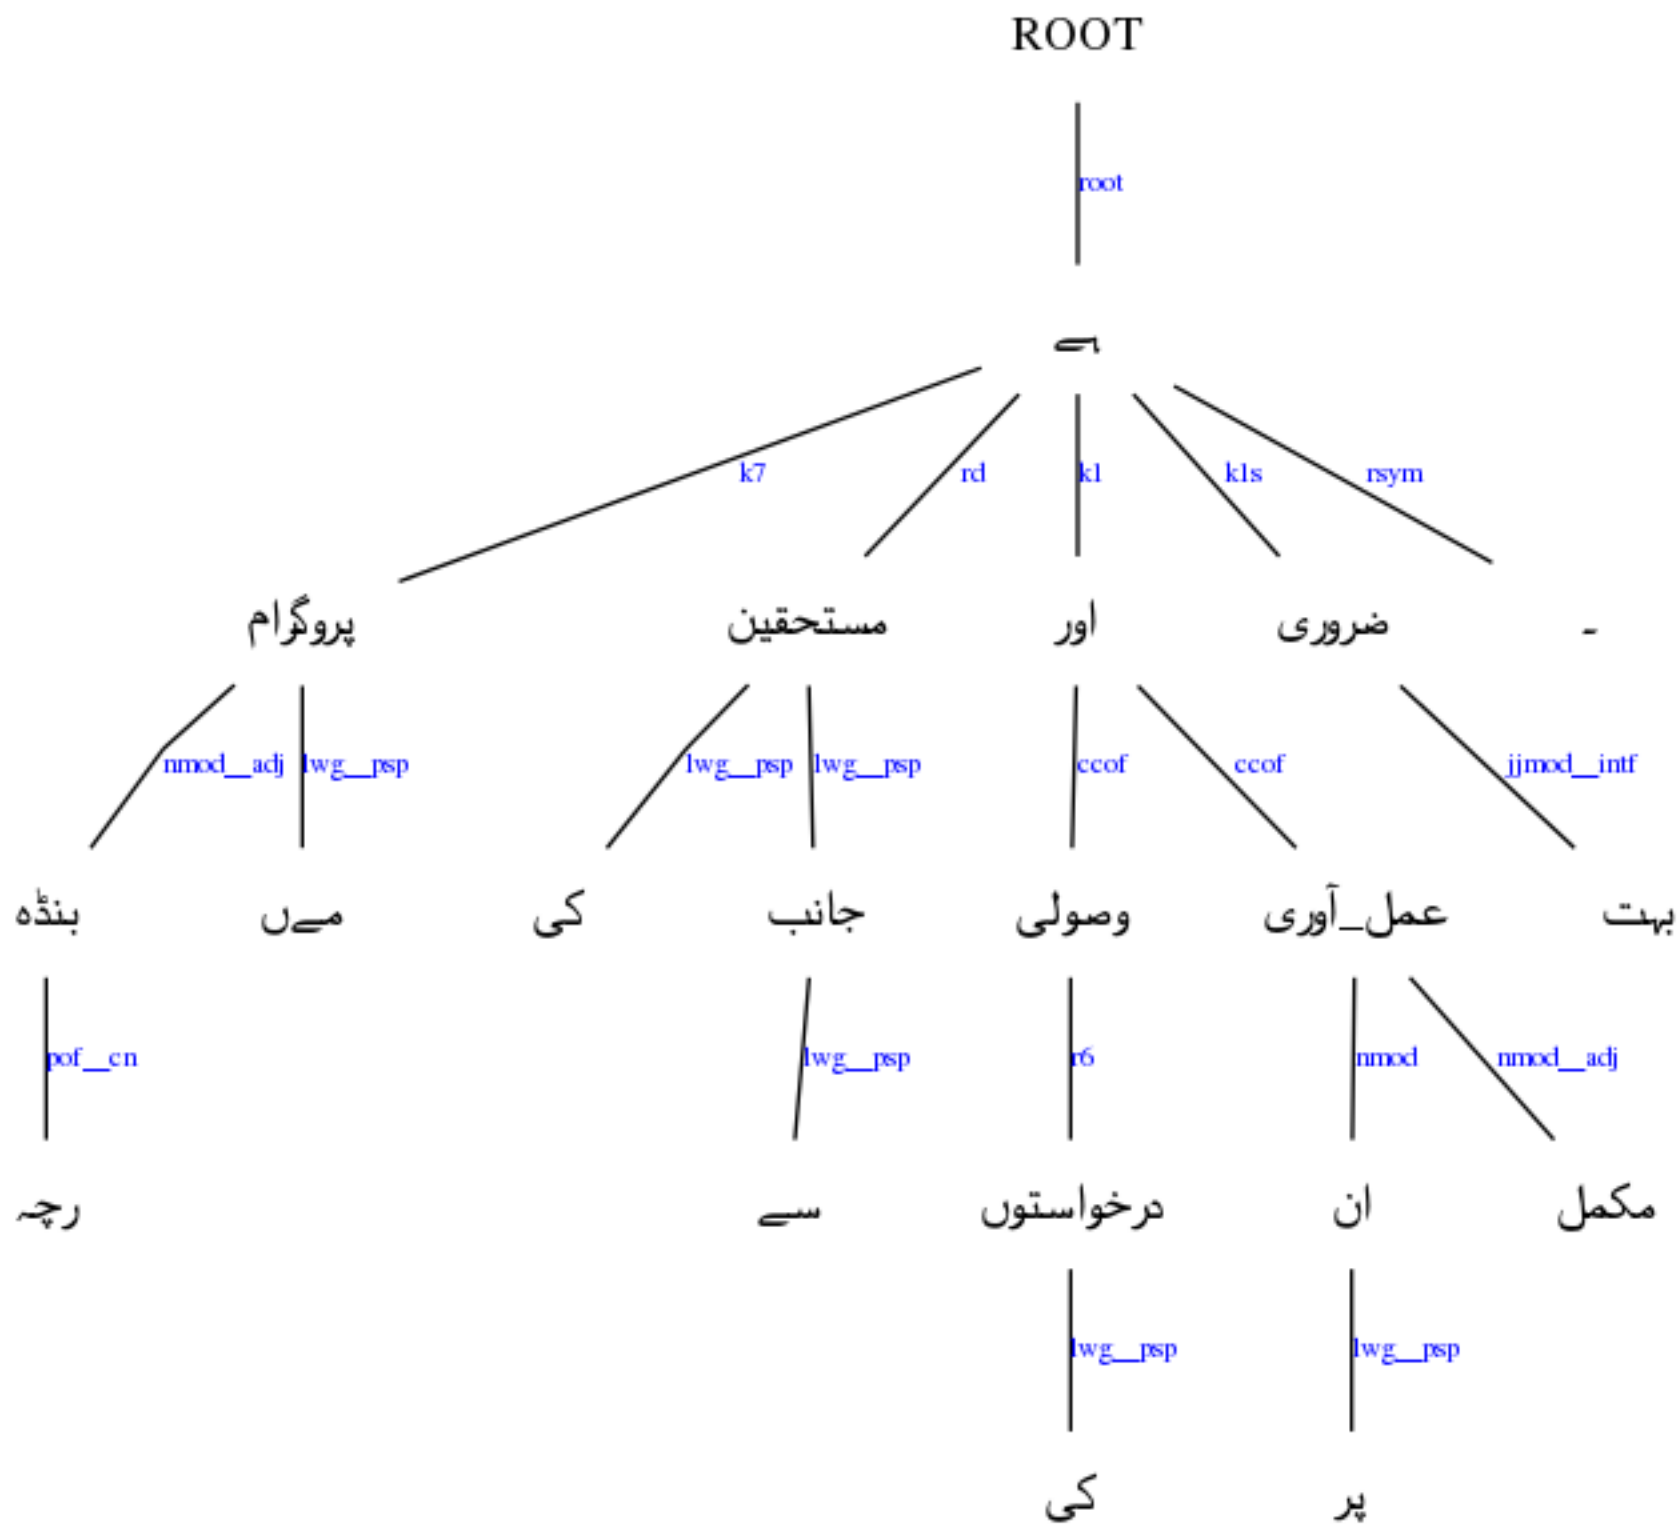 ROOT
root
ہے
k7 rd k1 k1s rsym
پروگرام مستحقین اور ضروری ۔
nmod__adj lwg__psp lwg__psp lwg__psp ccof ccof jjmod__intf
بنڈہ مےں کی جانب وصولی عمل_آوری بہت
pof__cn lwg__psp r6 nmod nmod__adj
رچہ سے درخواستوں ان مکمل
lwg__psp lwg__psp
کی پر